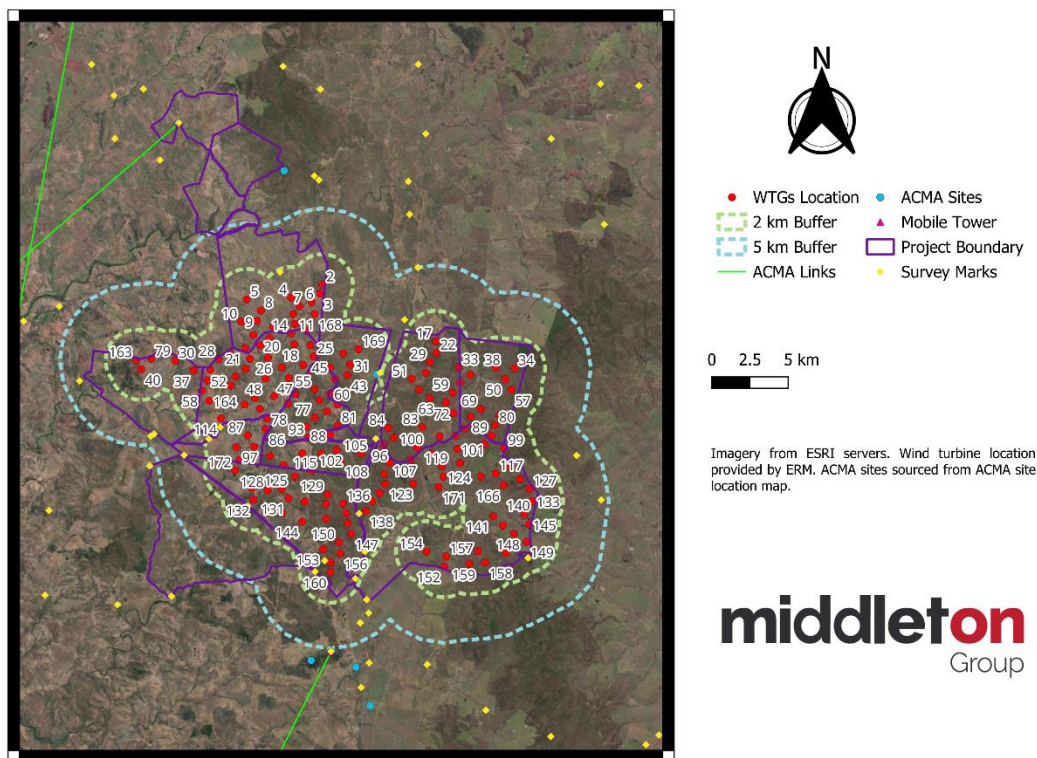 N
WTGs Location
ACMA Sites
2 km Buffer
Mobile Tower
5 km Buffer
Project Boundary
ACMA Links
Survey Marks
0 2.5 5 km
Imagery from ESRI servers. Wind turbine location
provided by ERM. ACMA sites sourced from ACMA site
location map.
middleton
Group
2
5 4 7 6
8 3
10 9 14 11 168
17
163 79 30 28 20 169 22
21 18 25 29
40 37 26 45 31 51 33 38 34
52 55 43 59 50
58 164 48 47 60 69 57
77 63 72
114 78 81 84 83 80
87 93 89
86 88 100 99
172 97 105 101
115 102 96 119 117
108 107
128 125 129 124 127
123 166
132 131 136 171 140 133
144 138 141 145
150 147 154 157 148 149
153 156
160 152 159 158